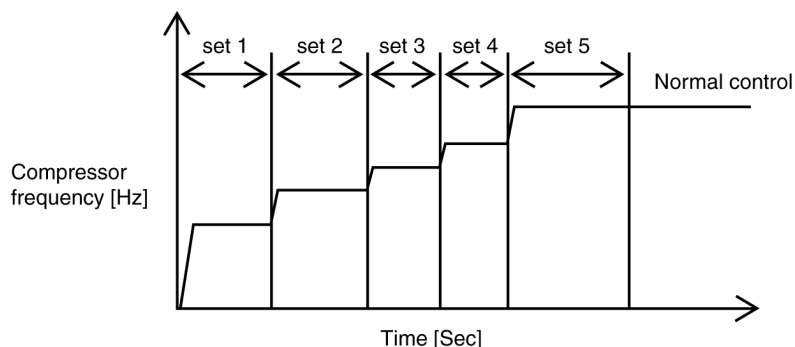 set 1
set 2
set 3
set 4
set 5
Normal control
Compressor
frequency [Hz]
Time [Sec]